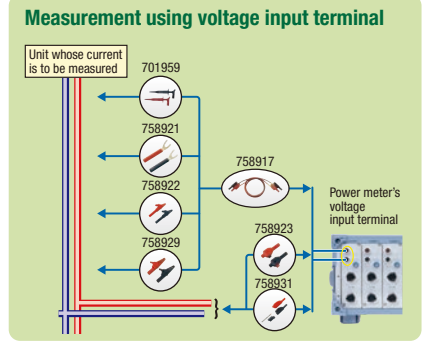 Measurement using voltage input terminal
Unit whose current
is to be measured
701959
758921
758922
758929
758917
758923
758931
Power meter's
voltage
input terminal